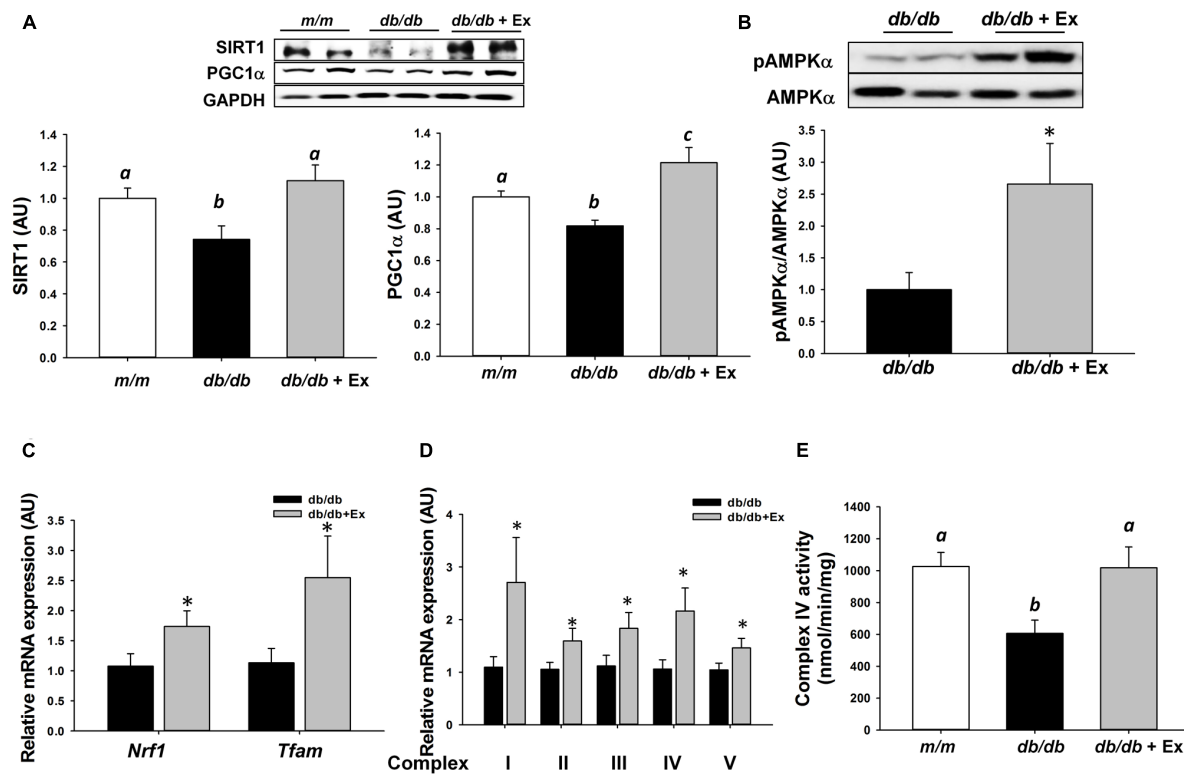 A
m/m db/db db/db + Ex
SIRT1
PGC1α
GAPDH
SIRT1 (AU)
1.4
1.2
1.0
0.8
0.6
0.4
0.2
0.0
a
b
a
m/m db/db db/db + Ex
PGC1α (AU)
1.4
1.2
1.0
0.8
0.6
0.4
0.2
0.0
a
b
c
m/m db/db db/db + Ex
B
db/db db/db + Ex
pAMPKα
AMPKα
pAMPKα/AMPKα (AU)
3.5
3.0
2.5
2.0
1.5
1.0
0.5
0.0
*
db/db db/db + Ex
C
Relative mRNA expression (AU)
3.5
3.0
2.5
2.0
1.5
1.0
0.5
0.0
db/db
db/db+Ex
*
*
Nrf1 Tfam
D
Relative mRNA expression (AU)
4
3
2
1
0
db/db
db/db+Ex
*
*
*
*
*
Complex I II III IV V
E
Complex IV activity
(nmol/min/mg)
1400
1200
1000
800
600
400
200
0
a
b
a
m/m db/db db/db + Ex